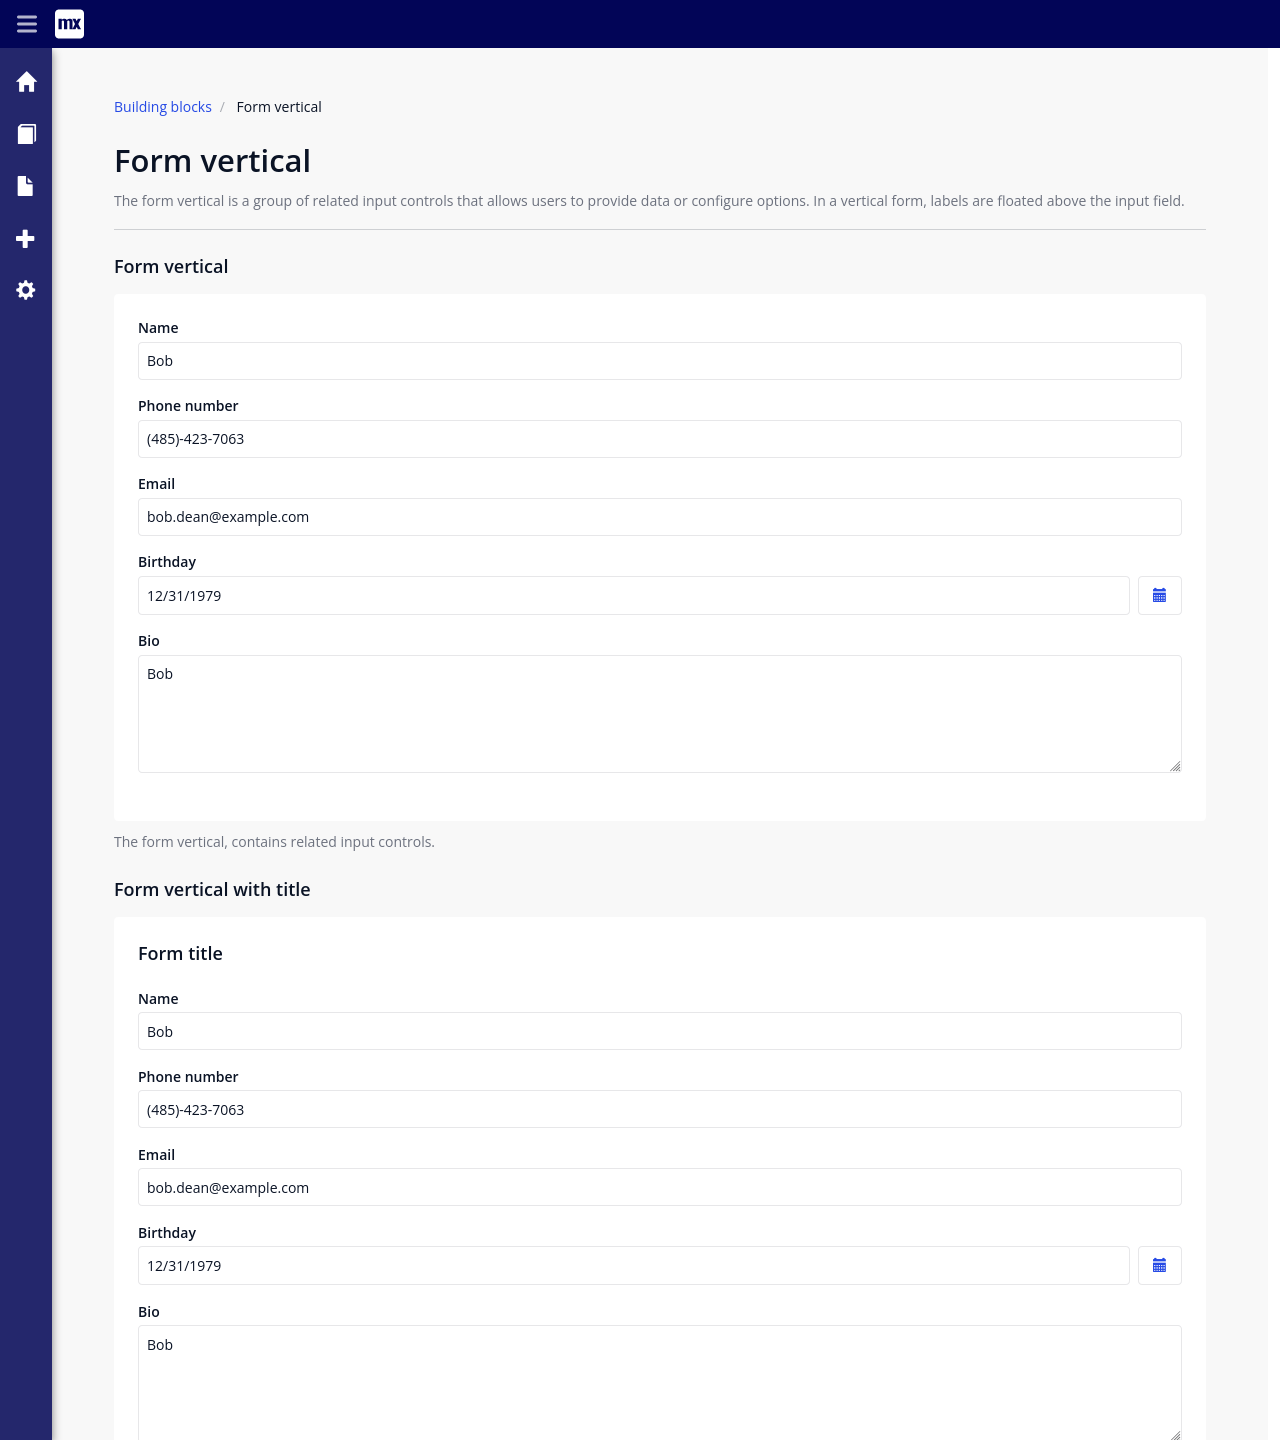 mx
Building blocks / Form vertical
Form vertical
The form vertical is a group of related input controls that allows users to provide data or configure options. In a vertical form, labels are floated above the input field.
Form vertical
Name
Bob
Phone number
(485)-423-7063
Email
bob.dean@example.com
Birthday
12/31/1979
Bio
Bob
The form vertical, contains related input controls.
Form vertical with title
Form title
Name
Bob
Phone number
(485)-423-7063
Email
bob.dean@example.com
Birthday
12/31/1979
Bio
Bob